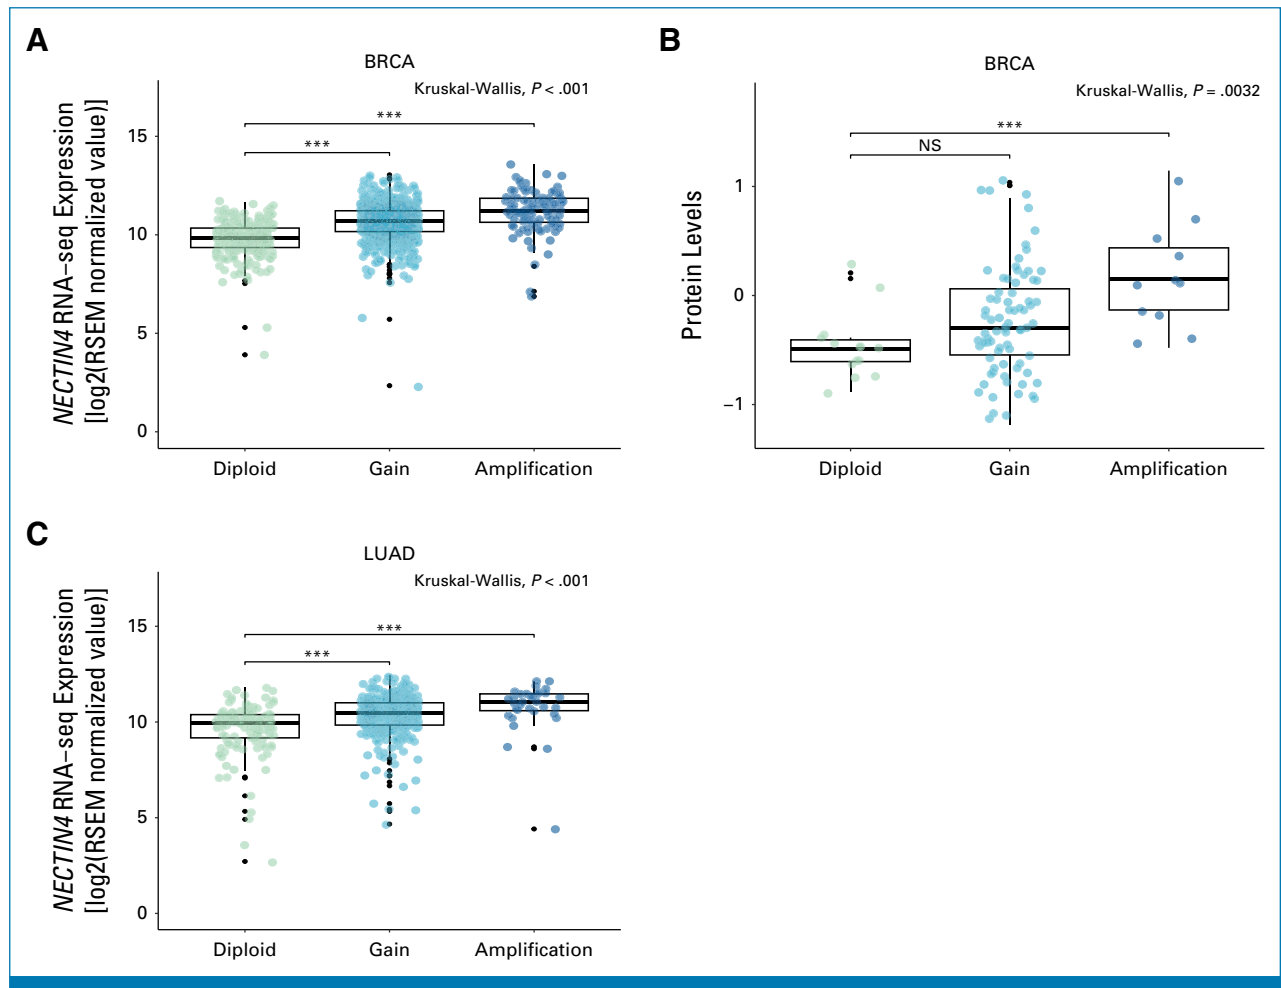 A
BRCA
Kruskal-Wallis, P < .001
NECTIN4 RNA–seq Expression
[log2(RSEM normalized value)]
15
10
5
0
***
***
Diploid
Gain
Amplification
B
BRCA
Kruskal-Wallis, P = .0032
Protein Levels
1
0
–1
***
NS
Diploid
Gain
Amplification
C
LUAD
Kruskal-Wallis, P < .001
NECTIN4 RNA–seq Expression
[log2(RSEM normalized value)]
15
10
5
0
***
***
Diploid
Gain
Amplification